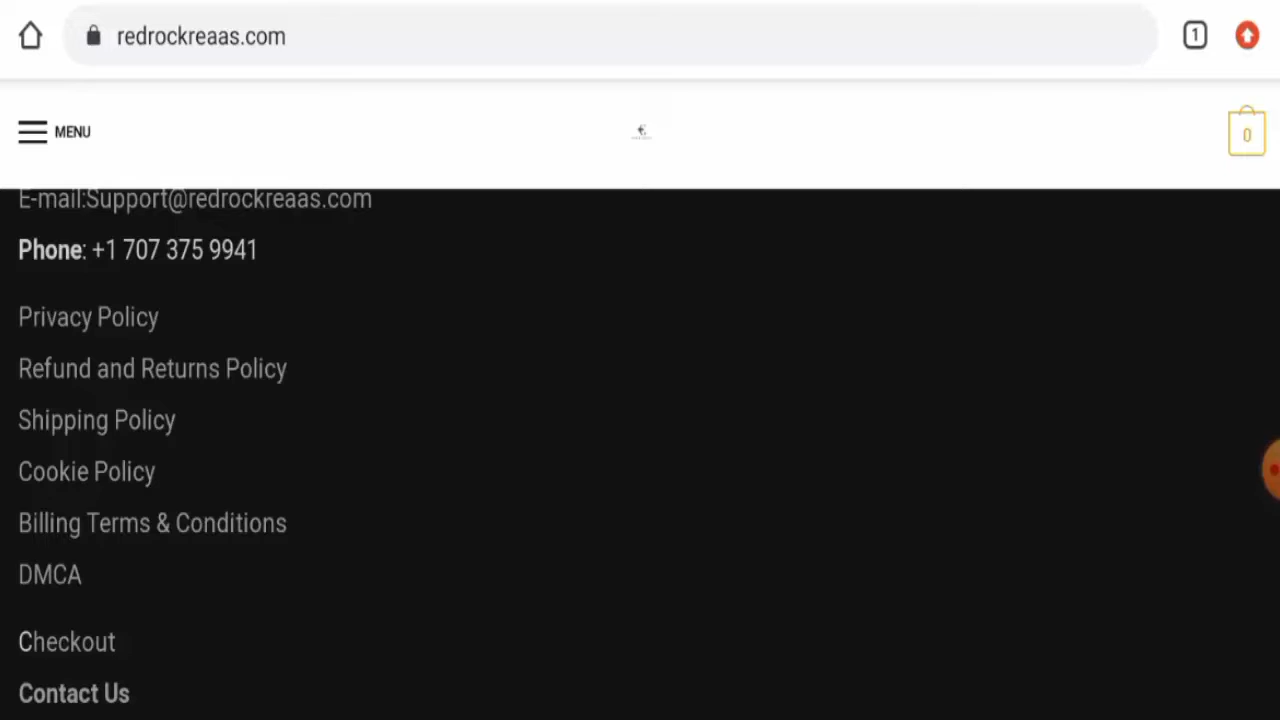 redrockreaas.com
1
MENU
0
E-mail:Support@redrockreaas.com
Phone: +1 707 375 9941
Privacy Policy
Refund and Returns Policy
Shipping Policy
Cookie Policy
Billing Terms & Conditions
DMCA
Checkout
Contact Us